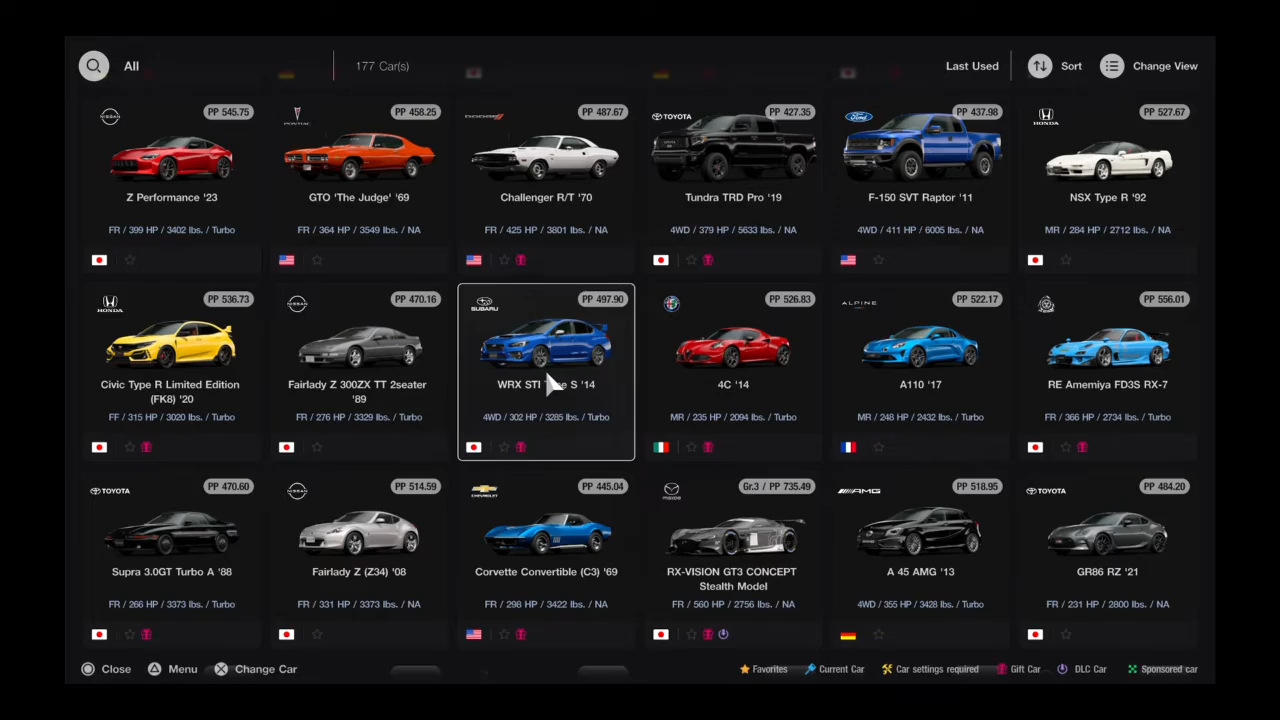 All
177 Car(s)
Last Used
Sort
Change View
PP 545.75
Z Performance '23
FR / 399 HP / 3402 lbs. / Turbo
PONTIAC
PP 458.25
GTO 'The Judge' '69
FR / 364 HP / 3549 lbs. / NA
DODGE
PP 487.67
Challenger R/T '70
FR / 425 HP / 3801 lbs. / NA
TOYOTA
PP 427.35
Tundra TRD Pro '19
4WD / 379 HP / 5633 lbs. / NA
Ford
PP 437.98
F-150 SVT Raptor '11
4WD / 411 HP / 6005 lbs. / NA
HONDA
PP 527.67
NSX Type R '92
MR / 284 HP / 2712 lbs. / NA
HONDA
PP 536.73
Civic Type R Limited Edition
(FK8) '20
FF / 315 HP / 3020 lbs. / Turbo
PP 470.16
Fairlady Z 300ZX TT 2seater
'89
FR / 276 HP / 3329 lbs. / Turbo
SUBARU
PP 497.90
WRX STI Type S '14
4WD / 302 HP / 3285 lbs. / Turbo
PP 526.83
4C '14
MR / 235 HP / 2094 lbs. / Turbo
ALPINE
PP 522.17
A110 '17
MR / 248 HP / 2432 lbs. / Turbo
PP 556.01
RE Amemiya FD3S RX-7
FR / 366 HP / 2734 lbs. / Turbo
TOYOTA
PP 470.60
Supra 3.0GT Turbo A '88
FR / 266 HP / 3373 lbs. / Turbo
PP 514.59
Fairlady Z (Z34) '08
FR / 331 HP / 3373 lbs. / NA
CHEVROLET
PP 445.04
Corvette Convertible (C3) '69
FR / 298 HP / 3422 lbs. / NA
Gr.3 / PP 735.49
RX-VISION GT3 CONCEPT
Stealth Model
FR / 560 HP / 2756 lbs. / NA
AMG
PP 518.95
A 45 AMG '13
4WD / 355 HP / 3428 lbs. / Turbo
TOYOTA
PP 484.20
GR86 RZ '21
FR / 231 HP / 2800 lbs. / NA
Close
Menu
Change Car
Favorites
Current Car
Car settings required
Gift Car
DLC Car
Sponsored car